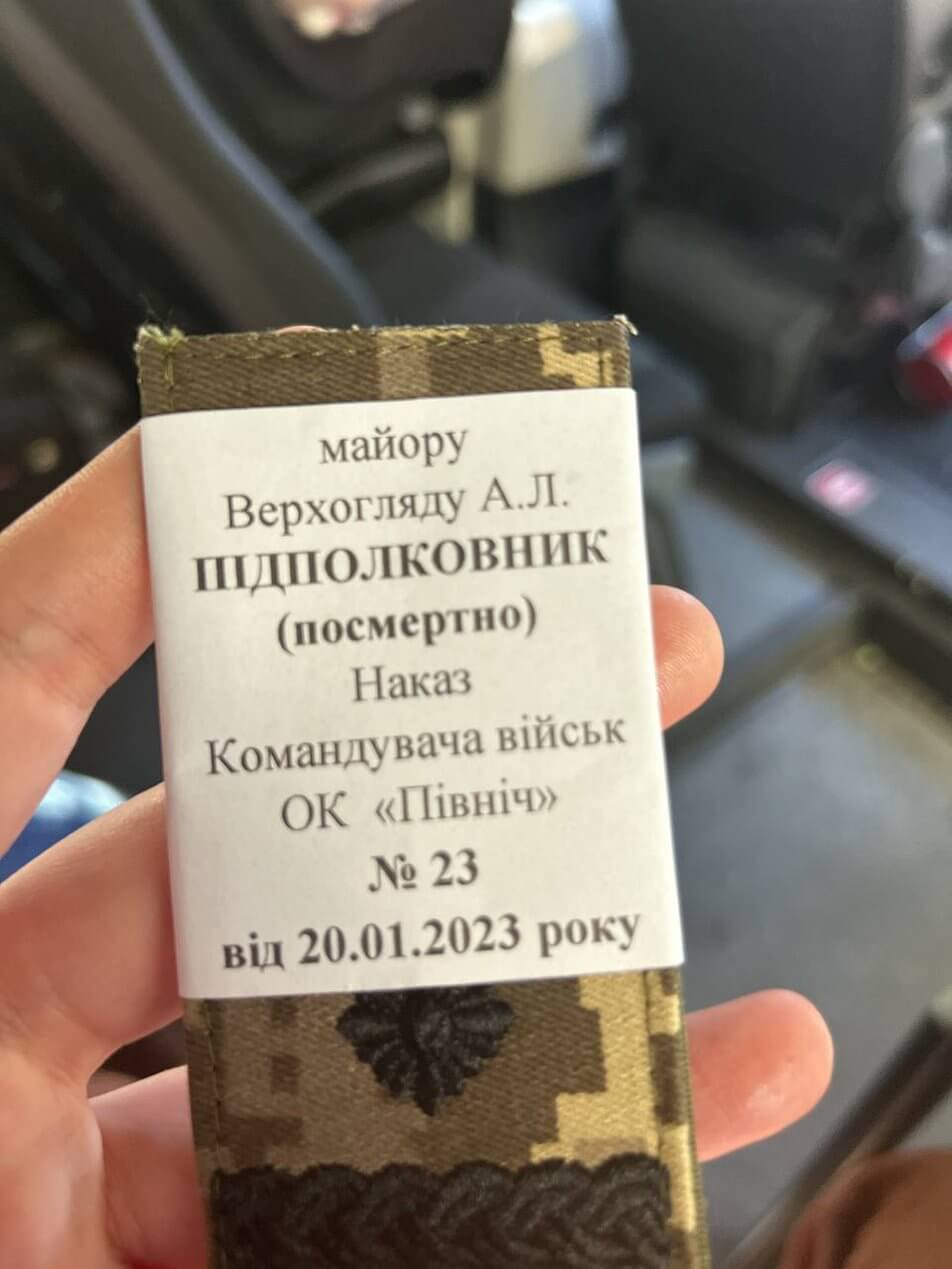 майору
Верхогляду А.Л.
ПІДПОЛКОВНИК
(посмертно)
Наказ
Командувача військ
ОК «Північ»
№ 23
від 20.01.2023 року